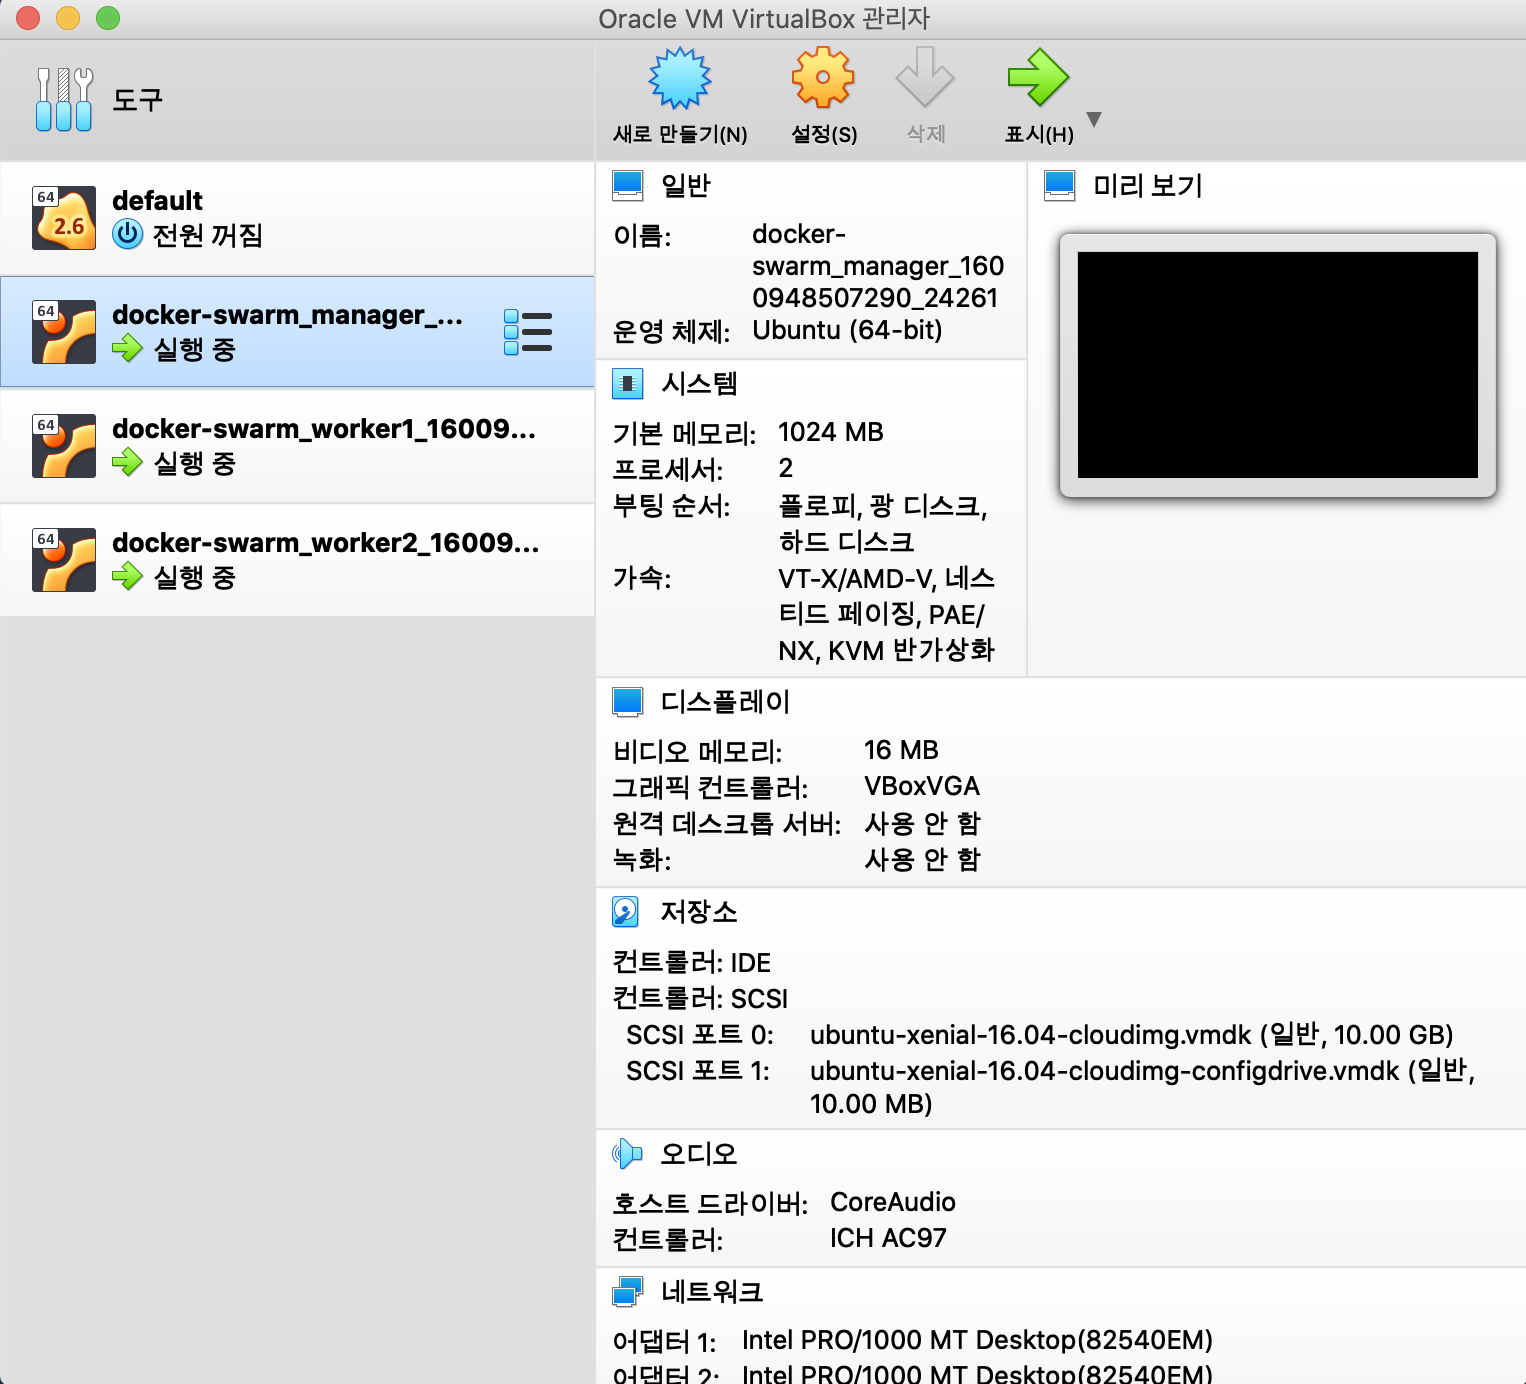 Oracle VM VirtualBox 관리자
도구
새로 만들기(N)
설정(S)
삭제
표시(H)
64
2.6
default
전원 꺼짐
64
docker-swarm_manager_...
실행 중
64
docker-swarm_worker1_16009...
실행 중
64
docker-swarm_worker2_16009...
실행 중
일반
이름: docker-
swarm_manager_160
0948507290_24261
운영 체제: Ubuntu (64-bit)
미리 보기
시스템
기본 메모리: 1024 MB
프로세서: 2
부팅 순서: 플로피, 광 디스크,
하드 디스크
가속: VT-X/AMD-V, 네스
티드 페이징, PAE/
NX, KVM 반가상화
디스플레이
비디오 메모리: 16 MB
그래픽 컨트롤러: VBoxVGA
원격 데스크톱 서버: 사용 안 함
녹화: 사용 안 함
저장소
컨트롤러: IDE
컨트롤러: SCSI
SCSI 포트 0: ubuntu-xenial-16.04-cloudimg.vmdk (일반, 10.00 GB)
SCSI 포트 1: ubuntu-xenial-16.04-cloudimg-configdrive.vmdk (일반,
10.00 MB)
오디오
호스트 드라이버: CoreAudio
컨트롤러: ICH AC97
네트워크
어댑터 1: Intel PRO/1000 MT Desktop(82540EM)
어댑터 2: Intel PRO/1000 MT Desktop(82540EM)